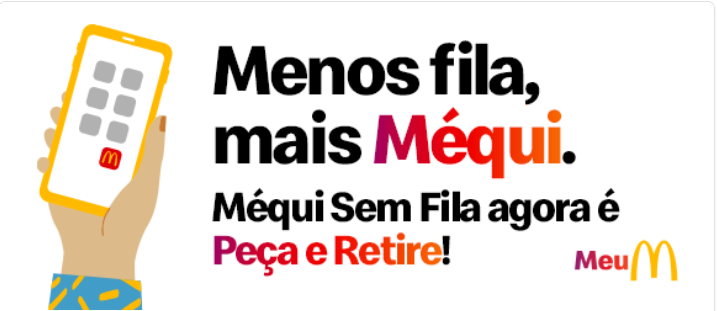 Menos fila,
mais Méqui.
Méqui Sem Fila agora é
Peça e Retire!
Meu